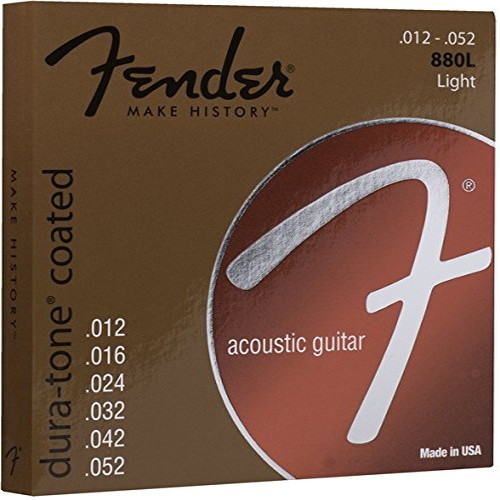 Fender®
MAKE HISTORY™
.012 - .052
880L
Light
MAKE HISTORY™
dura-tone® coated
.012
.016
.024
.032
.042
.052
acoustic guitar
F
®
Made in USA
F